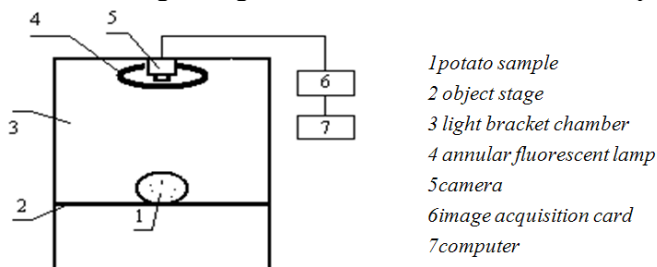 5
4
6
3
7
2
1
1potato sample
2 object stage
3 light bracket chamber
4 annular fluorescent lamp
5camera
6image acquisition card
7computer